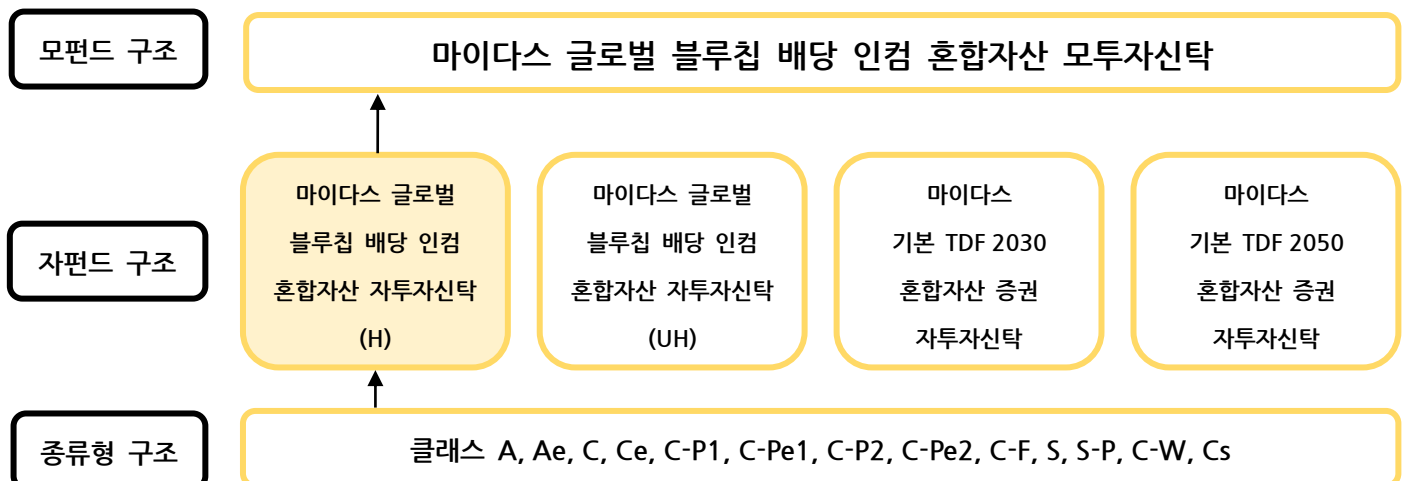 모펀드 구조
마이다스 글로벌 블루칩 배당 인컴 혼합자산 모투자신탁
자펀드 구조
마이다스 글로벌
블루칩 배당 인컴
혼합자산 자투자신탁
(H)
마이다스 글로벌
블루칩 배당 인컴
혼합자산 자투자신탁
(UH)
마이다스
기본 TDF 2030
혼합자산 증권
자투자신탁
마이다스
기본 TDF 2050
혼합자산 증권
자투자신탁
종류형 구조
클래스 A, Ae, C, Ce, C-P1, C-Pe1, C-P2, C-Pe2, C-F, S, S-P, C-W, Cs